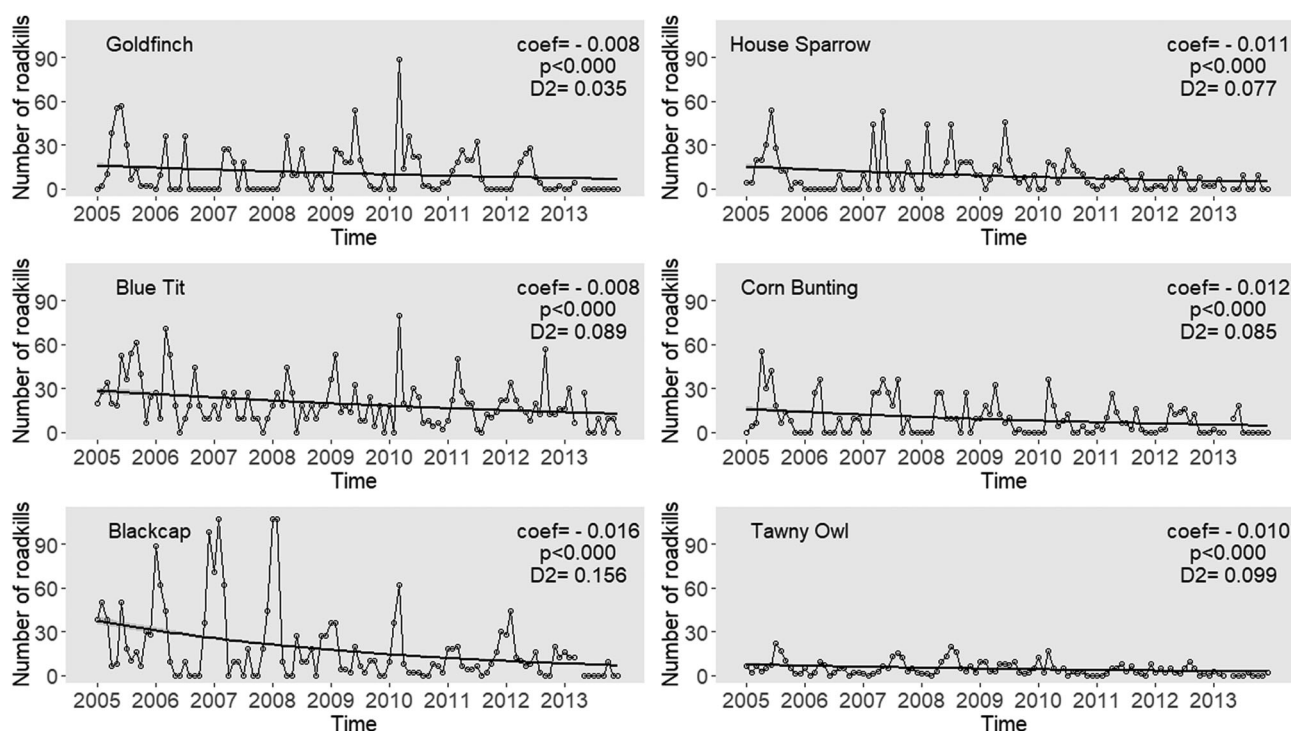 Goldfinch
coef= - 0.008
p<0.000
D2= 0.035
Number of roadkills
90
60
30
0
2005 2006 2007 2008 2009 2010 2011 2012 2013
Time
House Sparrow
coef= - 0.011
p<0.000
D2= 0.077
Number of roadkills
90
60
30
0
2005 2006 2007 2008 2009 2010 2011 2012 2013
Time
Blue Tit
coef= - 0.008
p<0.000
D2= 0.089
Number of roadkills
90
60
30
0
2005 2006 2007 2008 2009 2010 2011 2012 2013
Time
Corn Bunting
coef= - 0.012
p<0.000
D2= 0.085
Number of roadkills
90
60
30
0
2005 2006 2007 2008 2009 2010 2011 2012 2013
Time
Blackcap
coef= - 0.016
p<0.000
D2= 0.156
Number of roadkills
90
60
30
0
2005 2006 2007 2008 2009 2010 2011 2012 2013
Time
Tawny Owl
coef= - 0.010
p<0.000
D2= 0.099
Number of roadkills
90
60
30
0
2005 2006 2007 2008 2009 2010 2011 2012 2013
Time